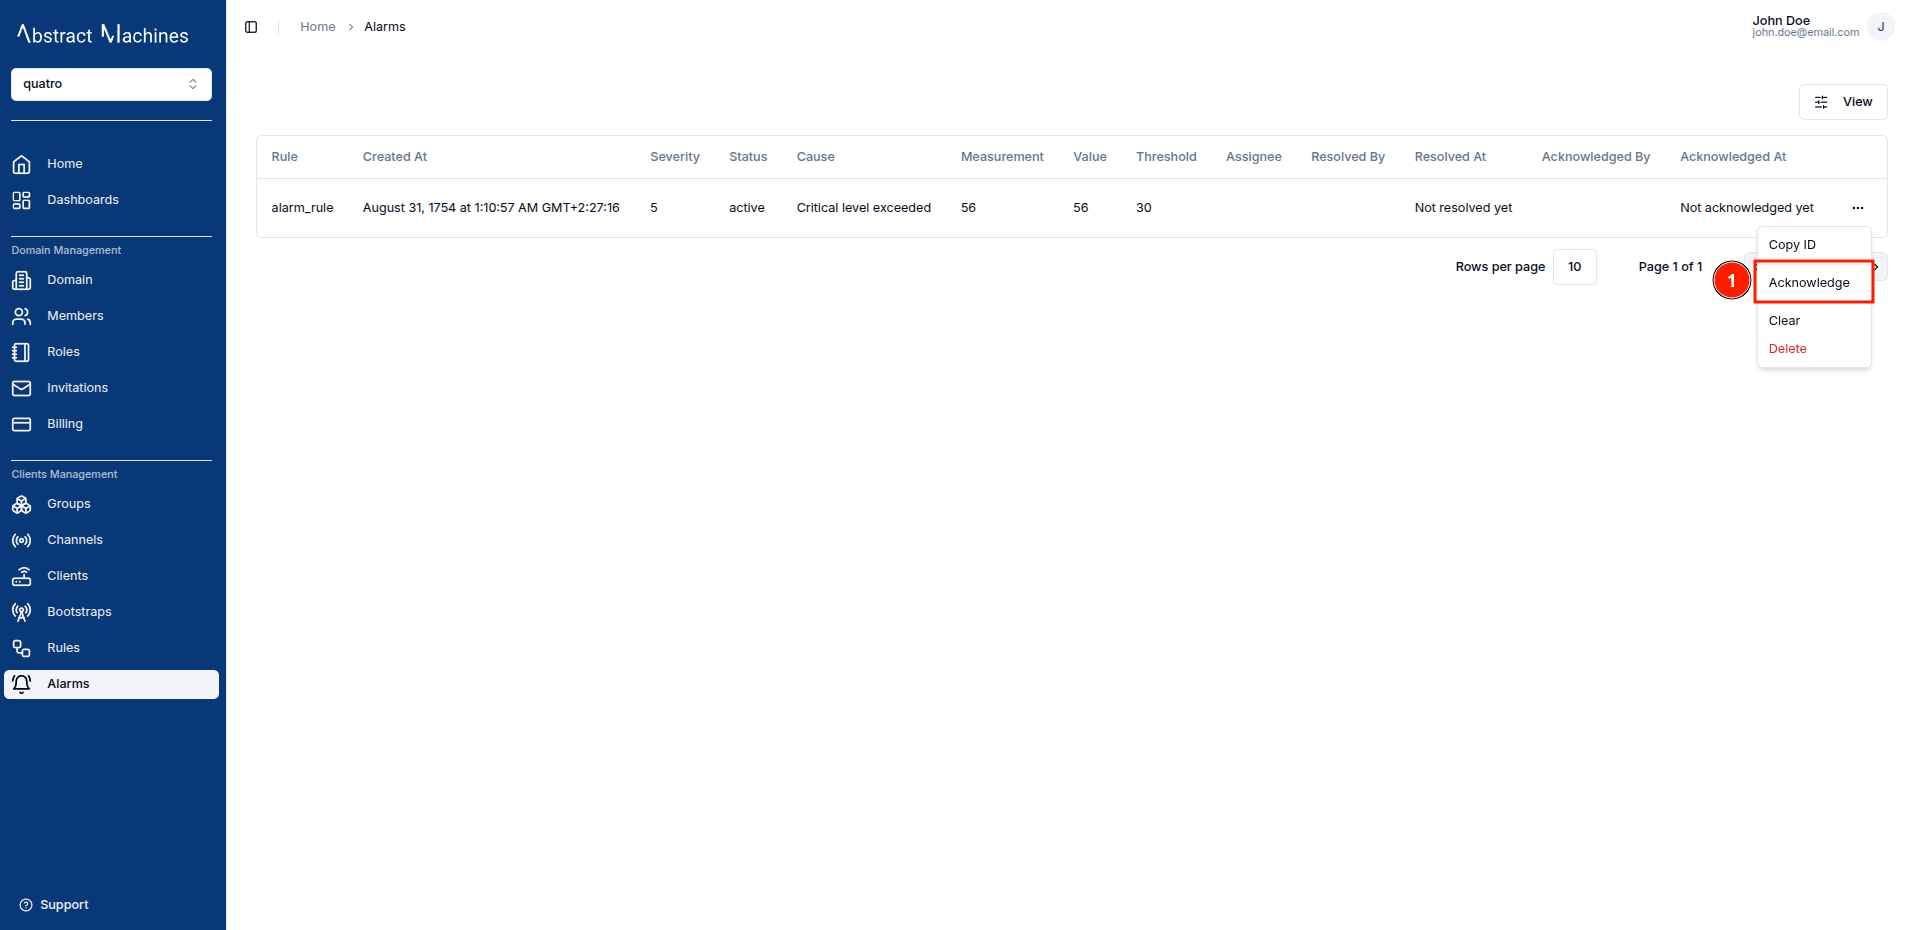 Abstract Machines
quatro
Home
Dashboards
Domain Management
Domain
Members
Roles
Invitations
Billing
Clients Management
Groups
Channels
Clients
Bootstraps
Rules
Alarms
Support
Home > Alarms
John Doe
john.doe@email.com
J
View
Rule Created At Severity Status Cause Measurement Value Threshold Assignee Resolved By Resolved At Acknowledged By Acknowledged At
alarm_rule August 31, 1754 at 1:10:57 AM GMT+2:27:16 5 active Critical level exceeded 56 56 30 Not resolved yet Not acknowledged yet ...
Rows per page 10 Page 1 of 1
Copy ID
1 Acknowledge
Clear
Delete